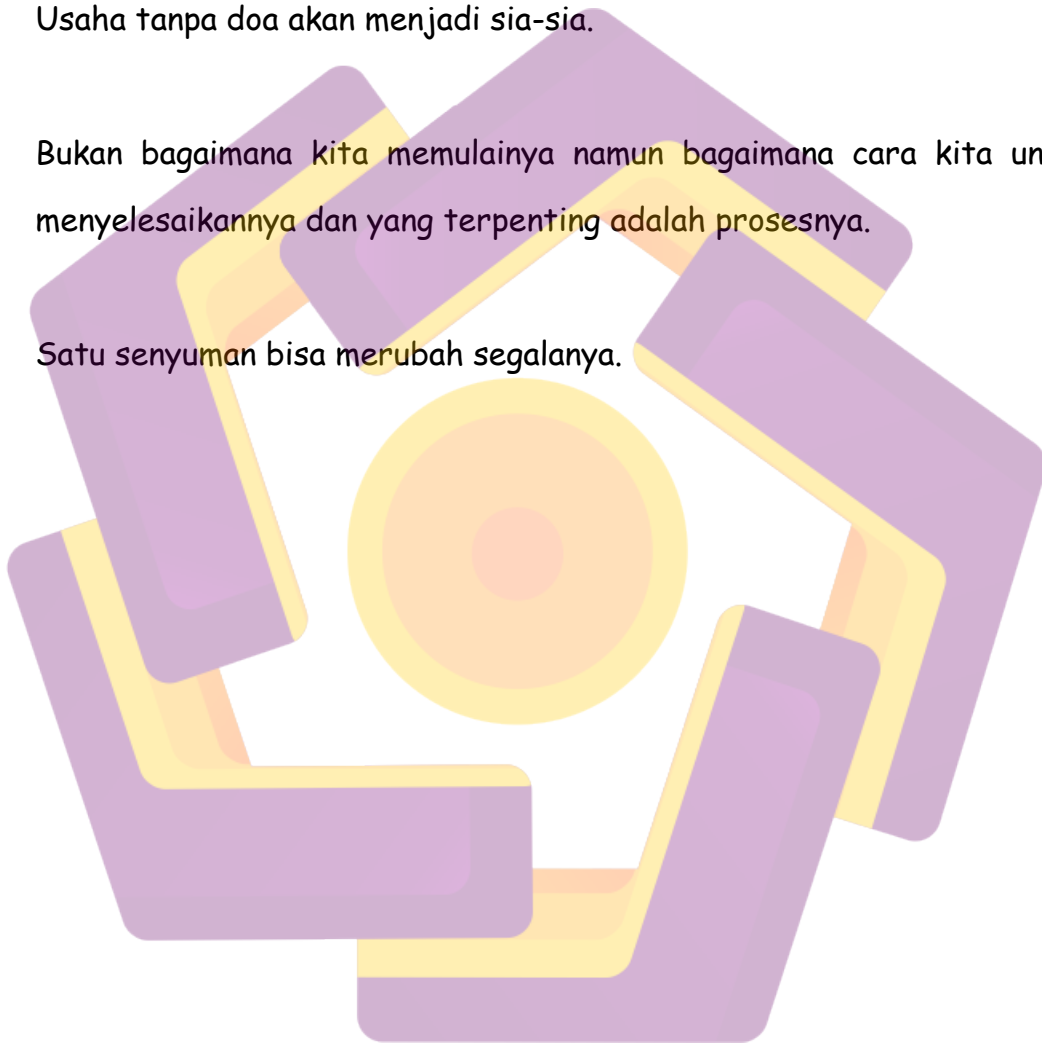 Usaha tanpa doa akan menjadi sia-sia.
Bukan bagaimana kita memulainya namun bagaimana cara kita un
menyelesaikannya dan yang terpenting adalah prosesnya.
Satu senyuman bisa merubah segalanya.